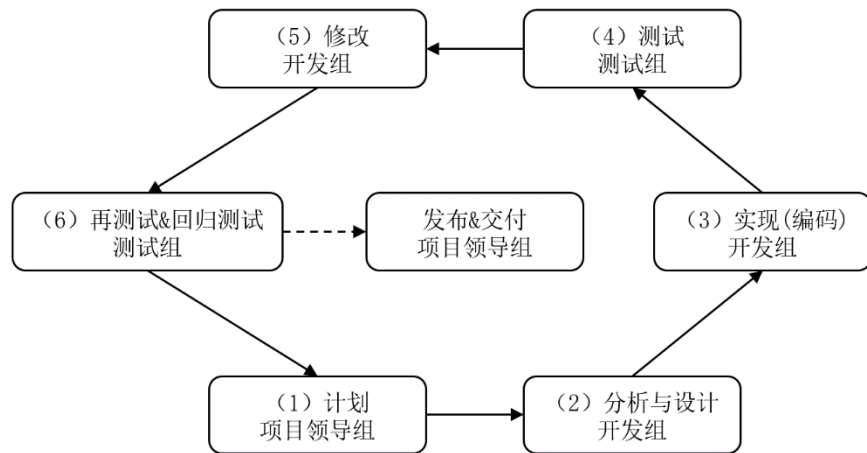 （5）修改
开发组
（4）测试
测试组
（6）再测试&回归测试
测试组
发布&交付
项目领导组
（3）实现(编码)
开发组
（1）计划
项目领导组
（2）分析与设计
开发组